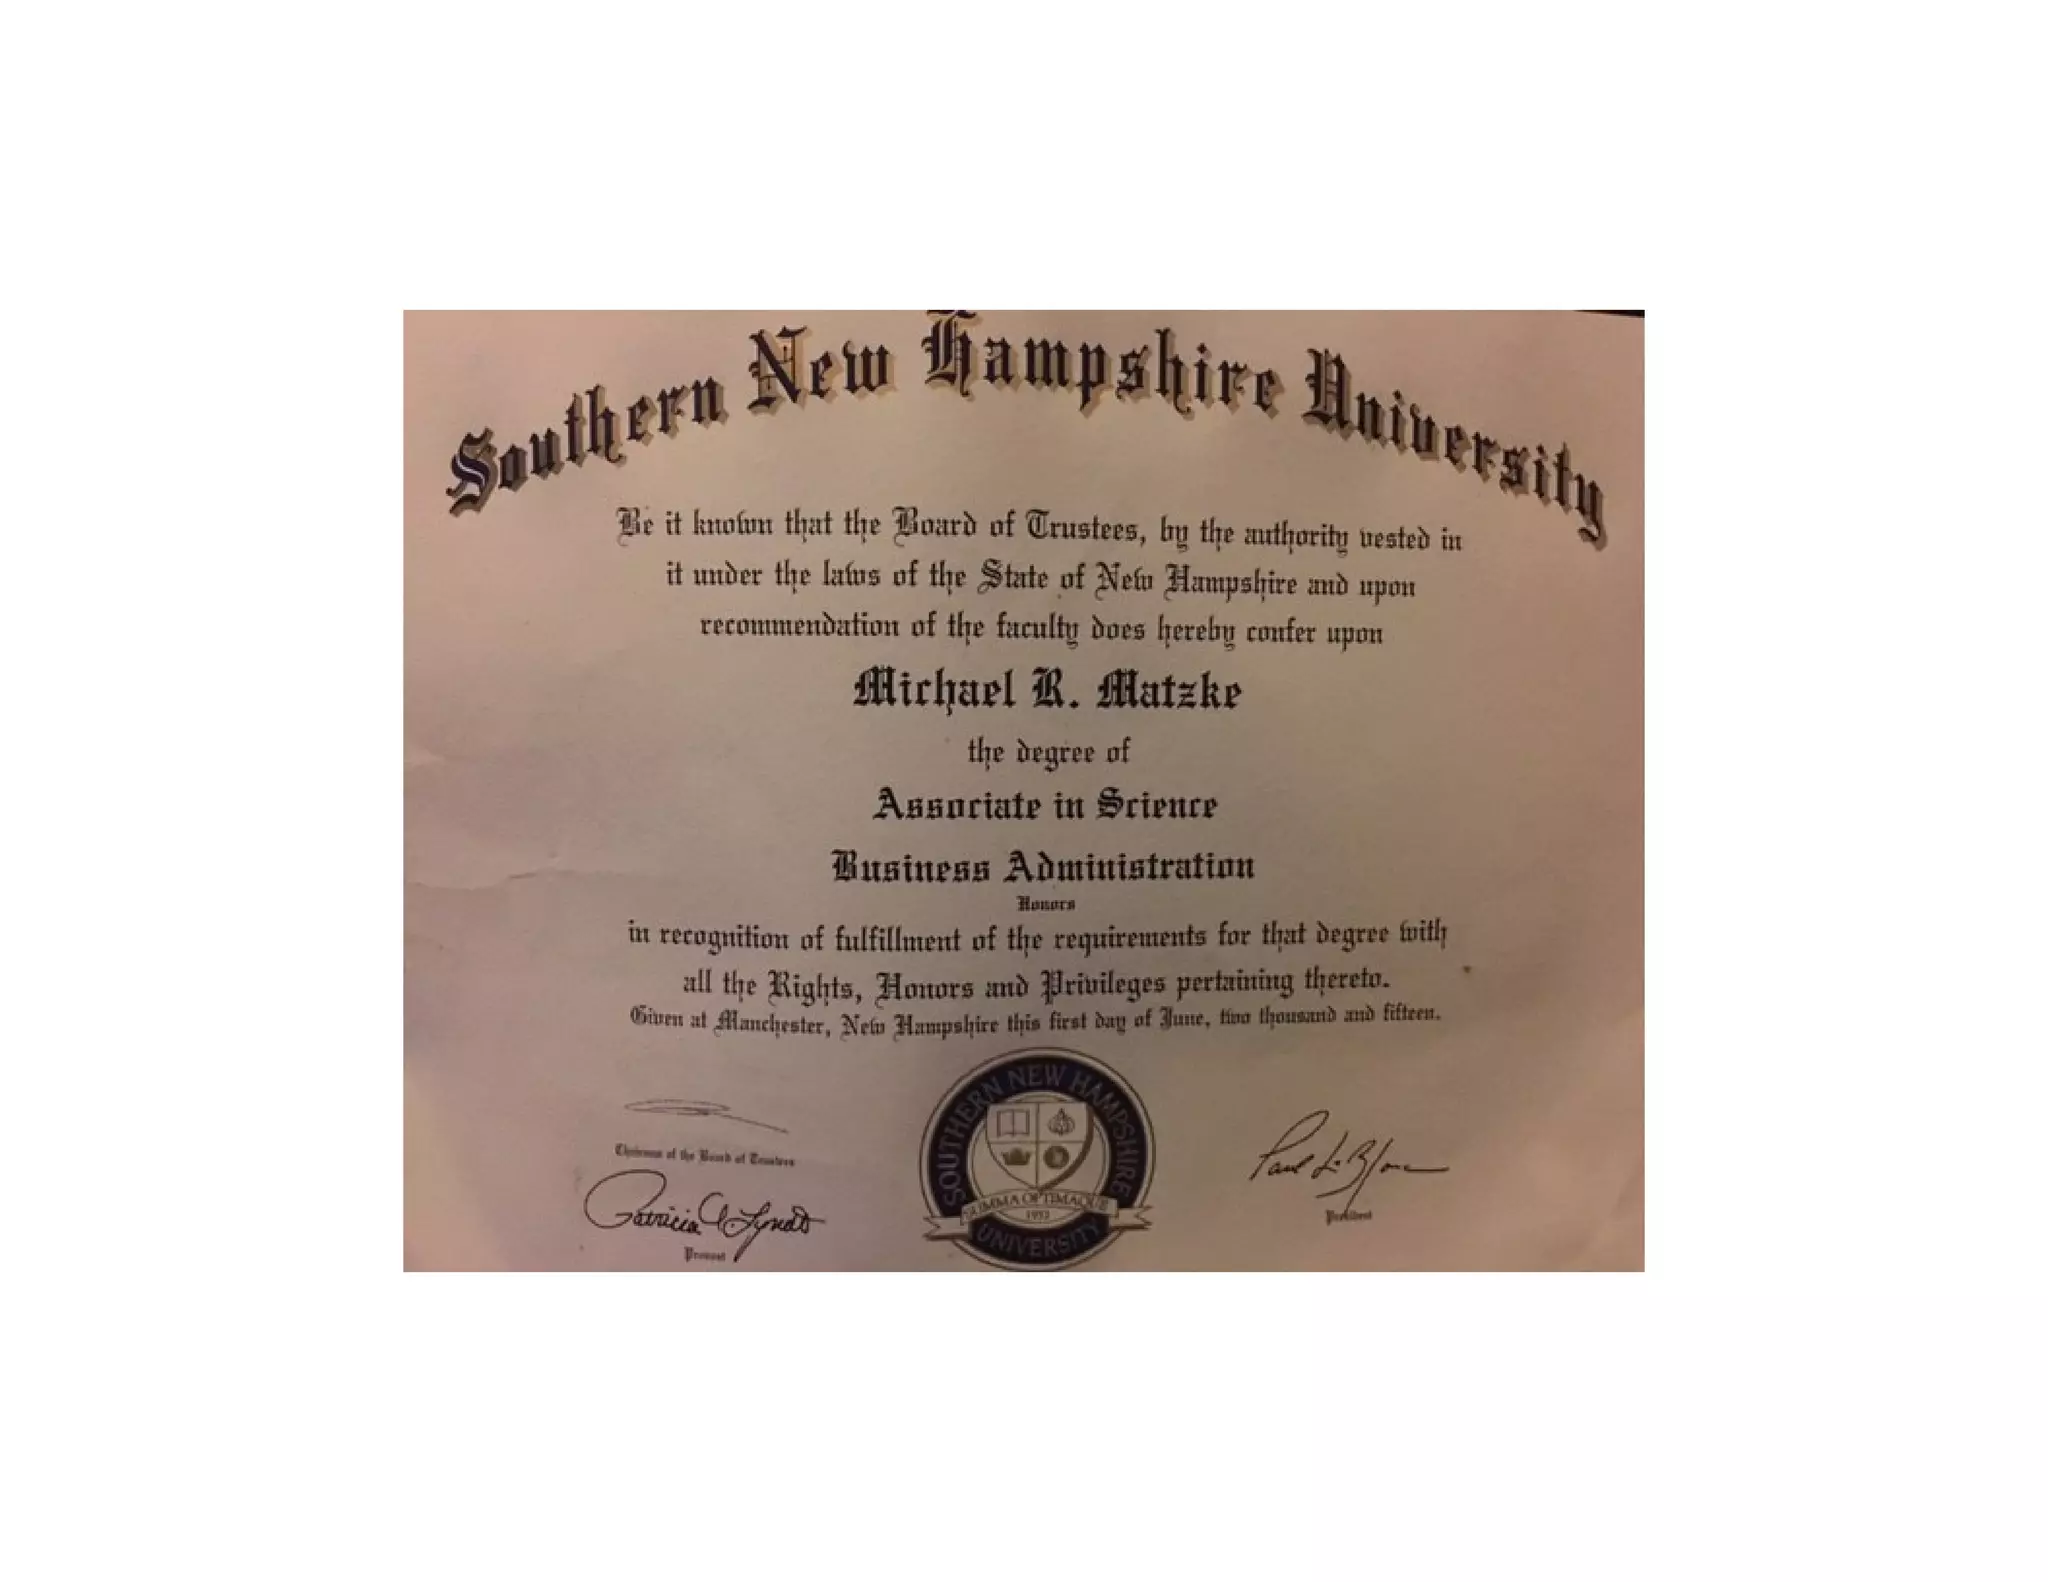 Southern New Hampshire University
Be it known that the Board of Trustees, by the authority vested in
it under the laws of the State of New Hampshire and upon
recommendation of the faculty does hereby confer upon
Michael R. Matzke
the degree of
Associate in Science
Business Administration
Honors
in recognition of fulfillment of the requirements for that degree with
all the Rights, Honors and Privileges pertaining thereto.
Given at Manchester, New Hampshire this first day of June, two thousand and fifteen.
Chairman of the Board of Trustees
Patricia A. Lynott
Provost
SOUTHERN NEW HAMPSHIRE
SUMMA OPTIMAQUE
1932
UNIVERSITY
Paul J. LeBlanc
President